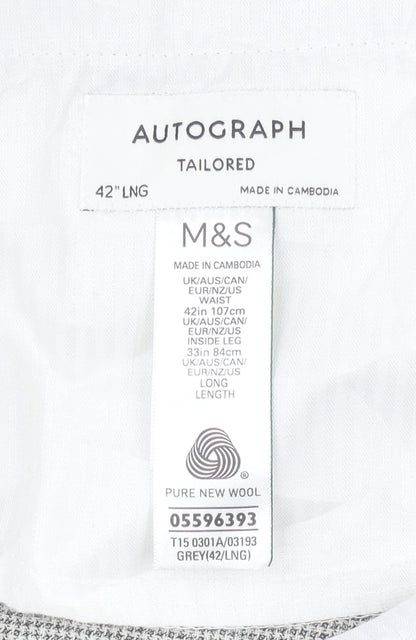 AUTOGRAPH
TAILORED
42" LNG MADE IN CAMBODIA
M&S
MADE IN CAMBODIA
UK/AUS/CAN/
EUR/NZ/US
WAIST
42in 107cm
UK/AUS/CAN/
EUR/NZ/US
INSIDE LEG
33in 84cm
UK/AUS/CAN/
EUR/NZ/US
LONG
LENGTH
®
PURE NEW WOOL
05596393
T15 0301A/03193
GREY(42/LNG)